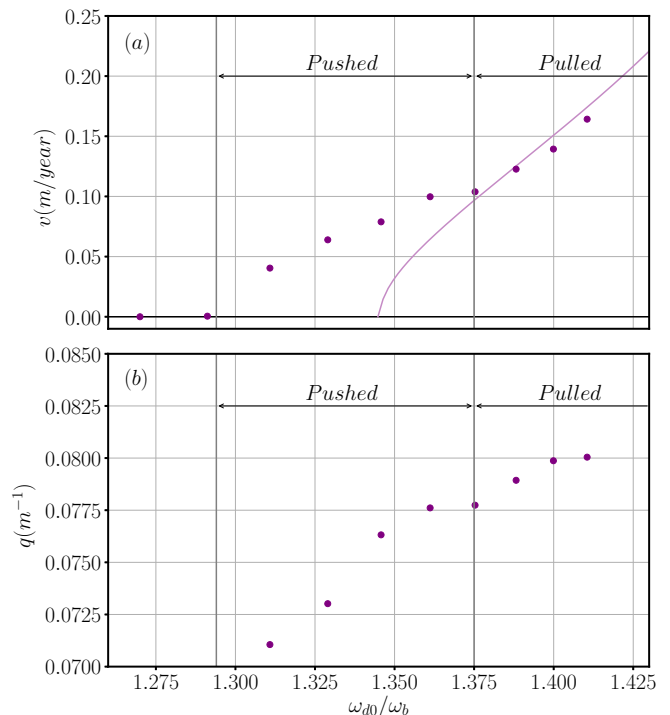 0.25
(a)
Pushed
Pulled
0.20
0.15
v(m/year)
0.10
0.05
0.00
0.0850
(b)
Pushed
Pulled
0.0825
0.0800
q(m⁻¹)
0.0775
0.0750
0.0725
0.0700
1.275 1.300 1.325 1.350 1.375 1.400 1.425
ω_{d0}/ω_b